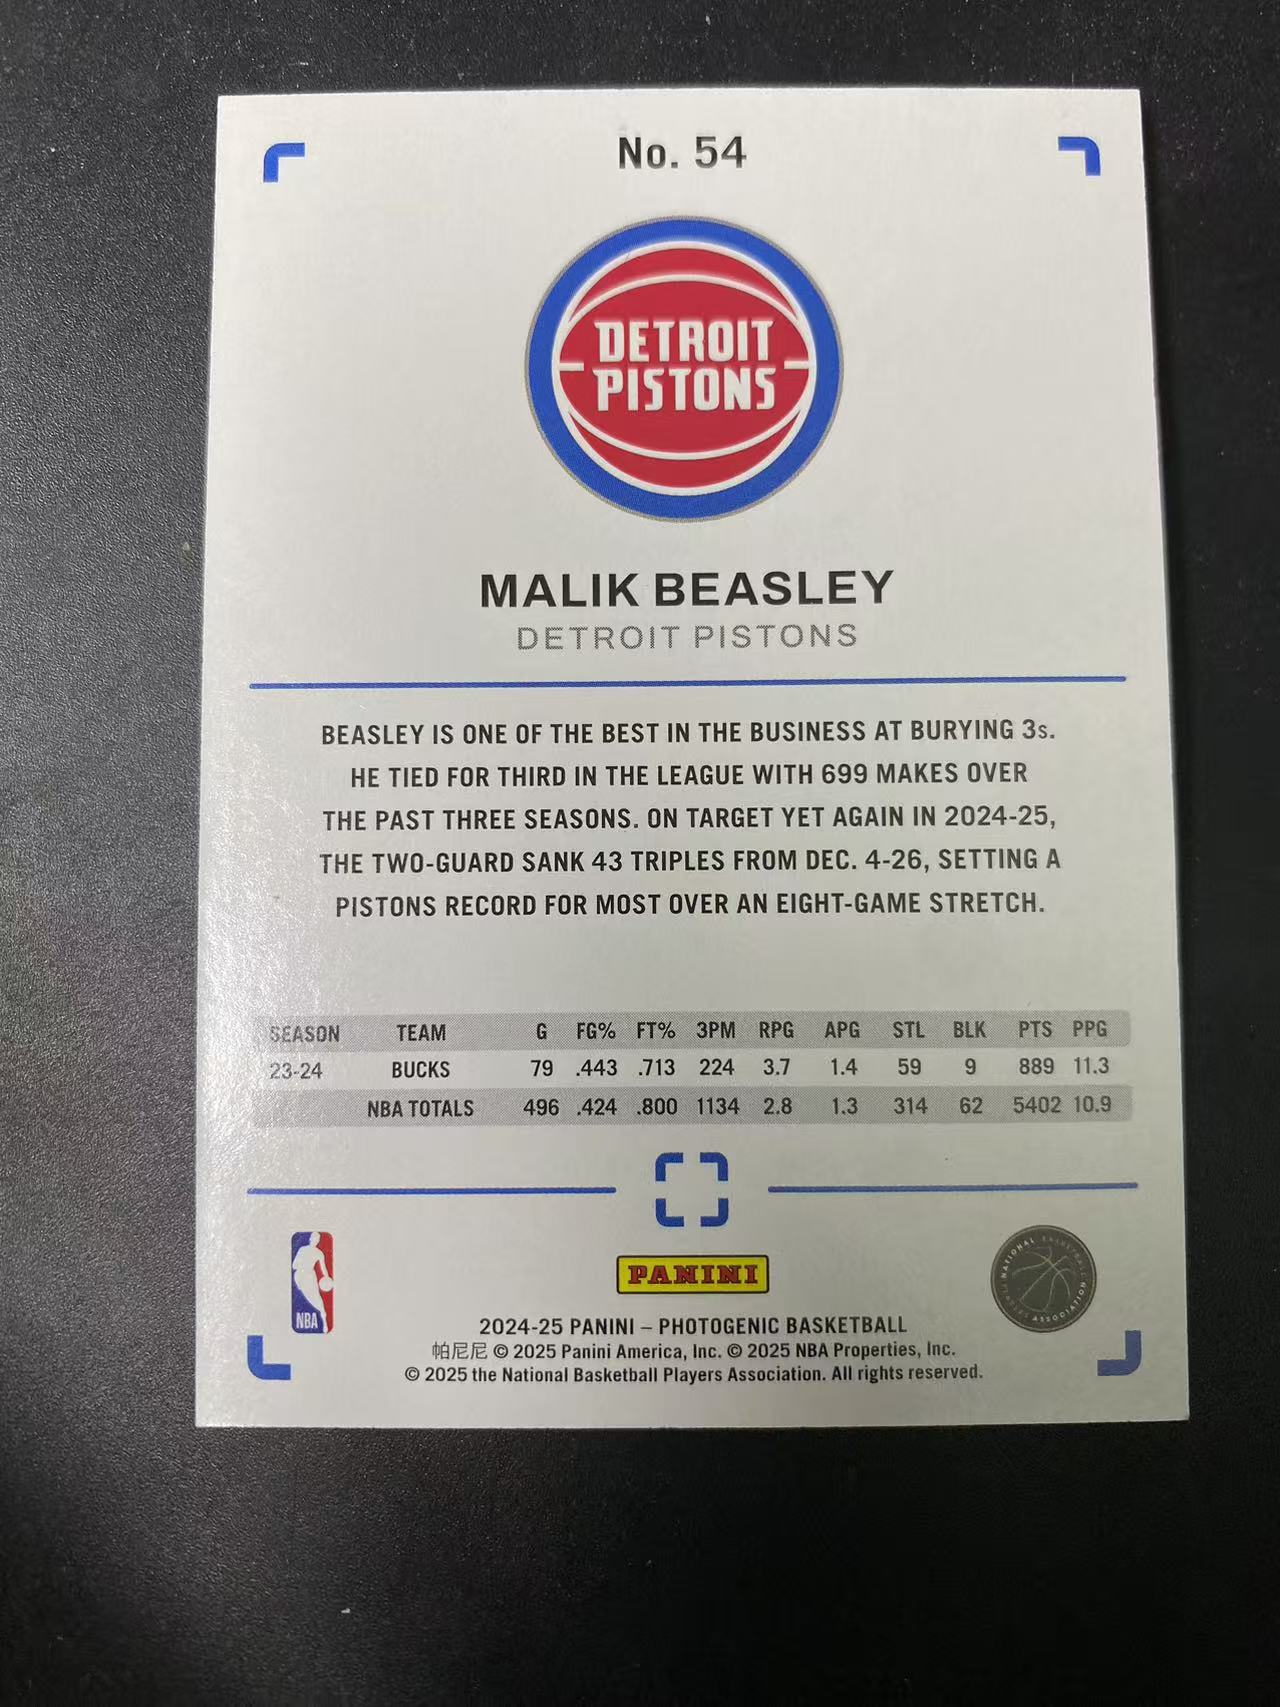 No. 54
DETROIT
PISTONS
MALIK BEASLEY
DETROIT PISTONS
BEASLEY IS ONE OF THE BEST IN THE BUSINESS AT BURYING 3s.
HE TIED FOR THIRD IN THE LEAGUE WITH 699 MAKES OVER
THE PAST THREE SEASONS. ON TARGET YET AGAIN IN 2024-25,
THE TWO-GUARD SANK 43 TRIPLES FROM DEC. 4-26, SETTING A
PISTONS RECORD FOR MOST OVER AN EIGHT-GAME STRETCH.
SEASON TEAM G FG% FT% 3PM RPG APG STL BLK PTS PPG
23-24 BUCKS 79 .443 .713 224 3.7 1.4 59 9 889 11.3
NBA TOTALS 496 .424 .800 1134 2.8 1.3 314 62 5402 10.9
NBA
PANINI
NATIONAL BASKETBALL PLAYERS ASSOCIATION
2024-25 PANINI – PHOTOGENIC BASKETBALL
帕尼尼 © 2025 Panini America, Inc. © 2025 NBA Properties, Inc.
© 2025 the National Basketball Players Association. All rights reserved.